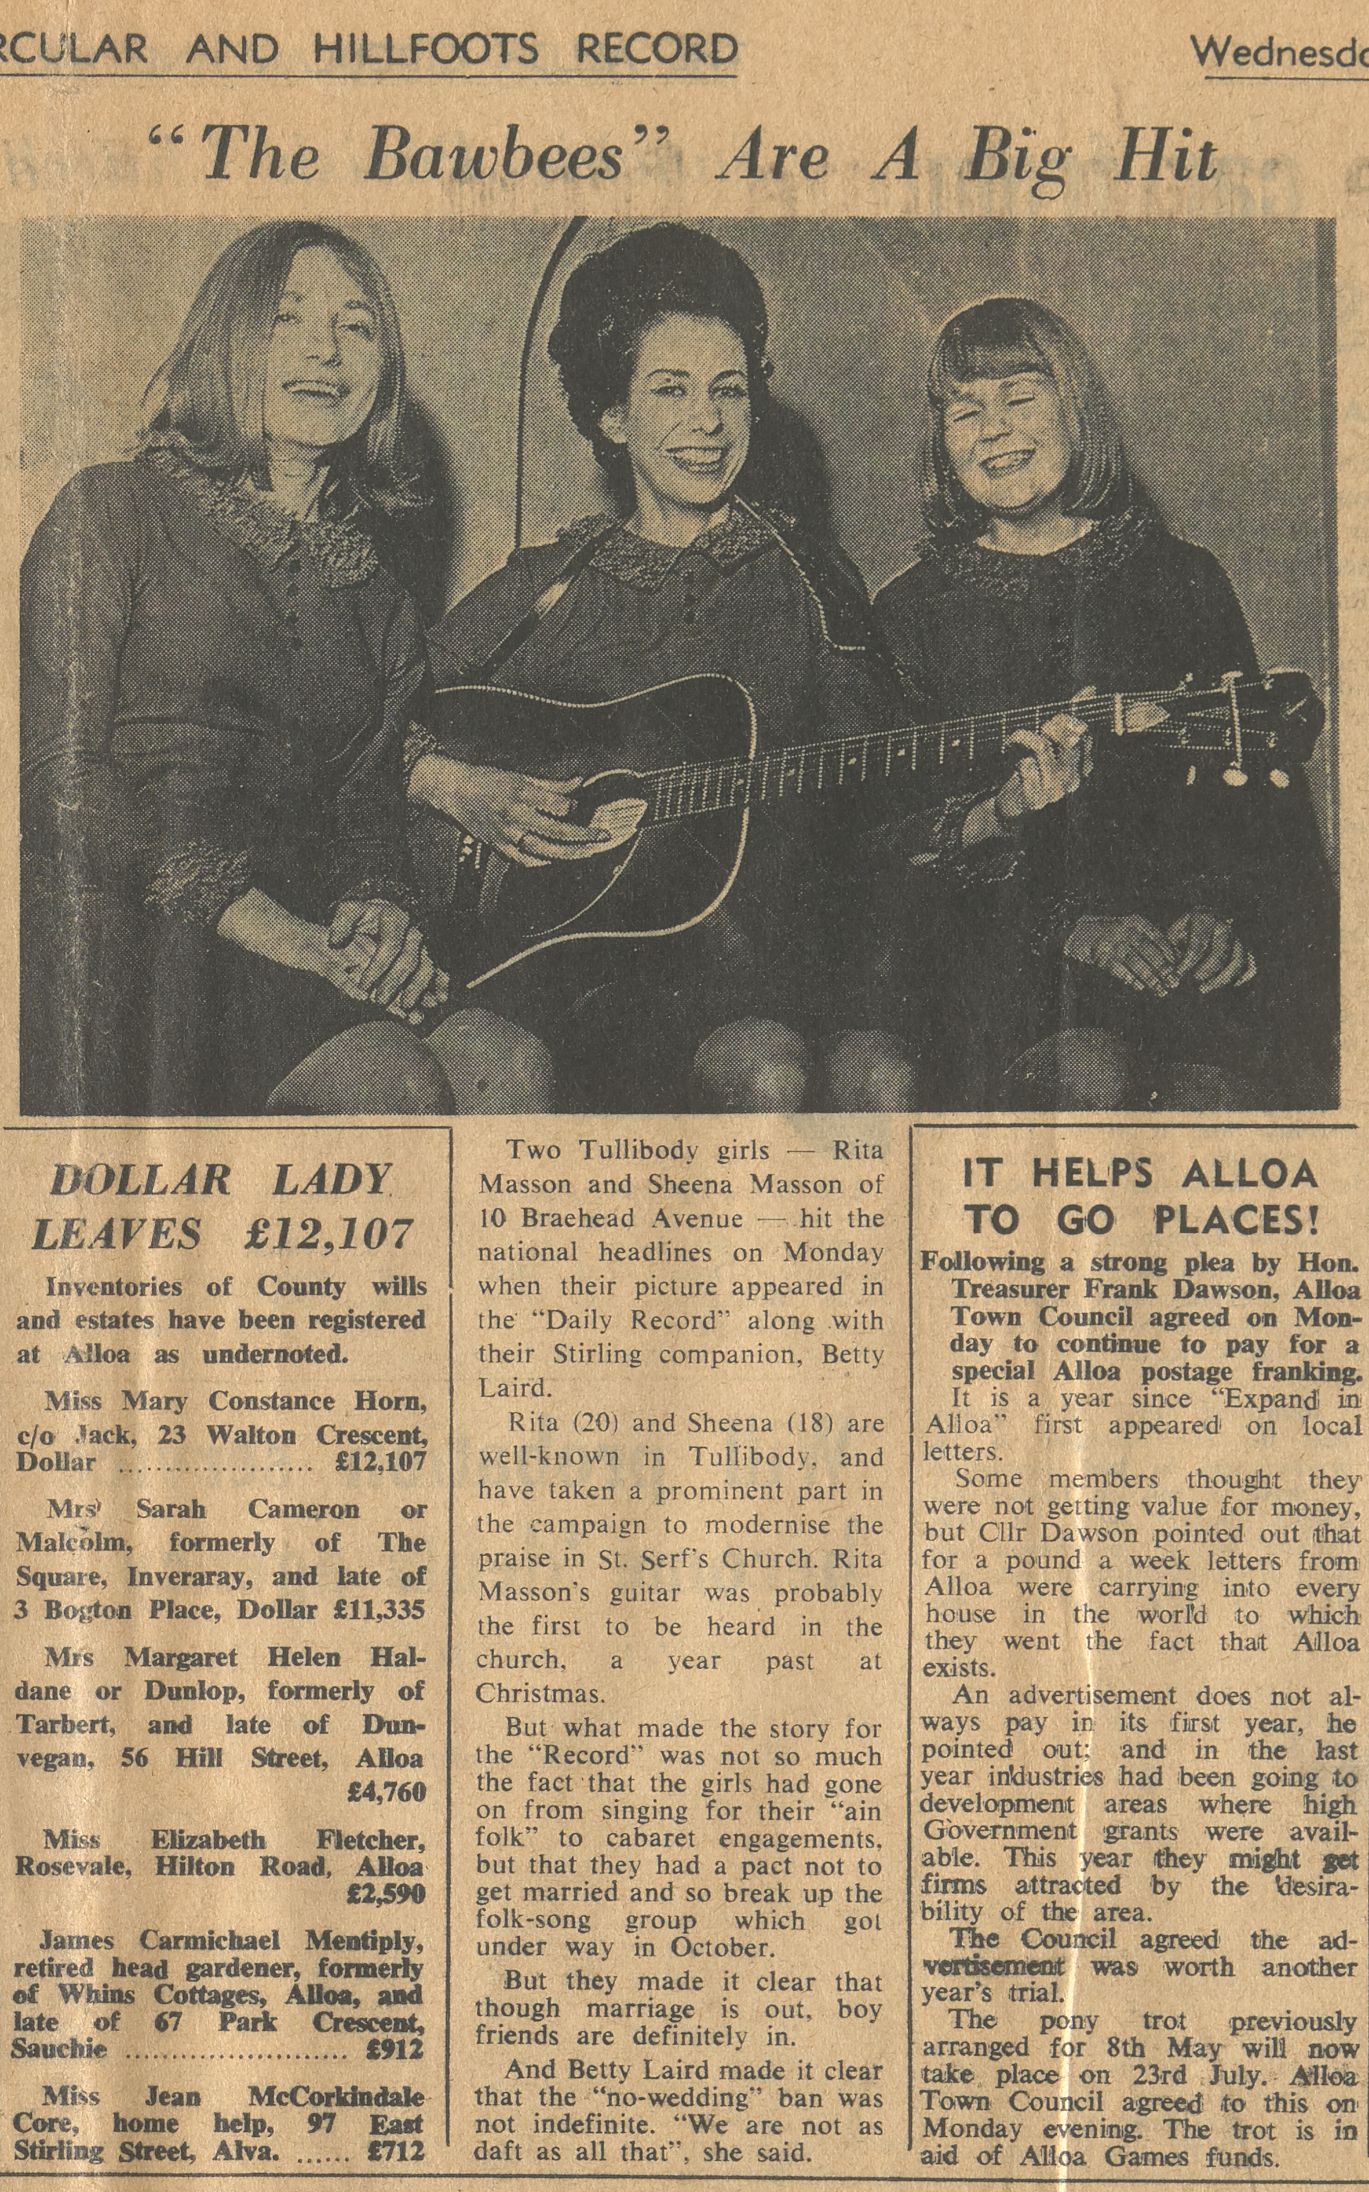 RCULAR AND HILLFOOTS RECORD
Wednesda
“The Bawbees” Are A Big Hit
DOLLAR LADY
LEAVES £12,107
Inventories of County wills
and estates have been registered
at Alloa as undernoted.
Miss Mary Constance Horn,
c/o Jack, 23 Walton Crescent,
Dollar ...................... £12,107
Mrs Sarah Cameron or
Malcolm, formerly of The
Square, Inveraray, and late of
3 Bogton Place, Dollar £11,335
Mrs Margaret Helen Hal-
dane or Dunlop, formerly of
Tarbert, and late of Dun-
vegan, 56 Hill Street, Alloa
£4,760
Miss Elizabeth Fletcher,
Rosevale, Hilton Road, Alloa
£2,590
James Carmichael Mentiply,
retired head gardener, formerly
of Whins Cottages, Alloa, and
late of 67 Park Crescent,
Sauchie ......................... £912
Miss Jean McCorkindale
Core, home help, 97 East
Stirling Street, Alva. ...... £712
Two Tullibody girls — Rita
Masson and Sheena Masson of
10 Braehead Avenue — hit the
national headlines on Monday
when their picture appeared in
the “Daily Record” along with
their Stirling companion, Betty
Laird.
Rita (20) and Sheena (18) are
well-known in Tullibody, and
have taken a prominent part in
the campaign to modernise the
praise in St. Serf’s Church. Rita
Masson’s guitar was probably
the first to be heard in the
church, a year past at
Christmas.
But what made the story for
the “Record” was not so much
the fact that the girls had gone
on from singing for their “ain
folk” to cabaret engagements,
but that they had a pact not to
get married and so break up the
folk-song group which got
under way in October.
But they made it clear that
though marriage is out, boy
friends are definitely in.
And Betty Laird made it clear
that the “no-wedding” ban was
not indefinite. “We are not as
daft as all that”, she said.
IT HELPS ALLOA
TO GO PLACES!
Following a strong plea by Hon.
Treasurer Frank Dawson, Alloa
Town Council agreed on Mon-
day to continue to pay for a
special Alloa postage franking.
It is a year since “Expand in
Alloa” first appeared on local
letters.
Some members thought they
were not getting value for money,
but Cllr Dawson pointed out that
for a pound a week letters from
Alloa were carrying into every
house in the world to which
they went the fact that Alloa
exists.
An advertisement does not al-
ways pay in its first year, he
pointed out; and in the last
year industries had been going to
development areas where high
Government grants were avail-
able. This year they might get
firms attracted by the desira-
bility of the area.
The Council agreed the ad-
vertisement was worth another
year’s trial.
The pony trot previously
arranged for 8th May will now
take place on 23rd July. Alloa
Town Council agreed to this on
Monday evening. The trot is in
aid of Alloa Games funds.